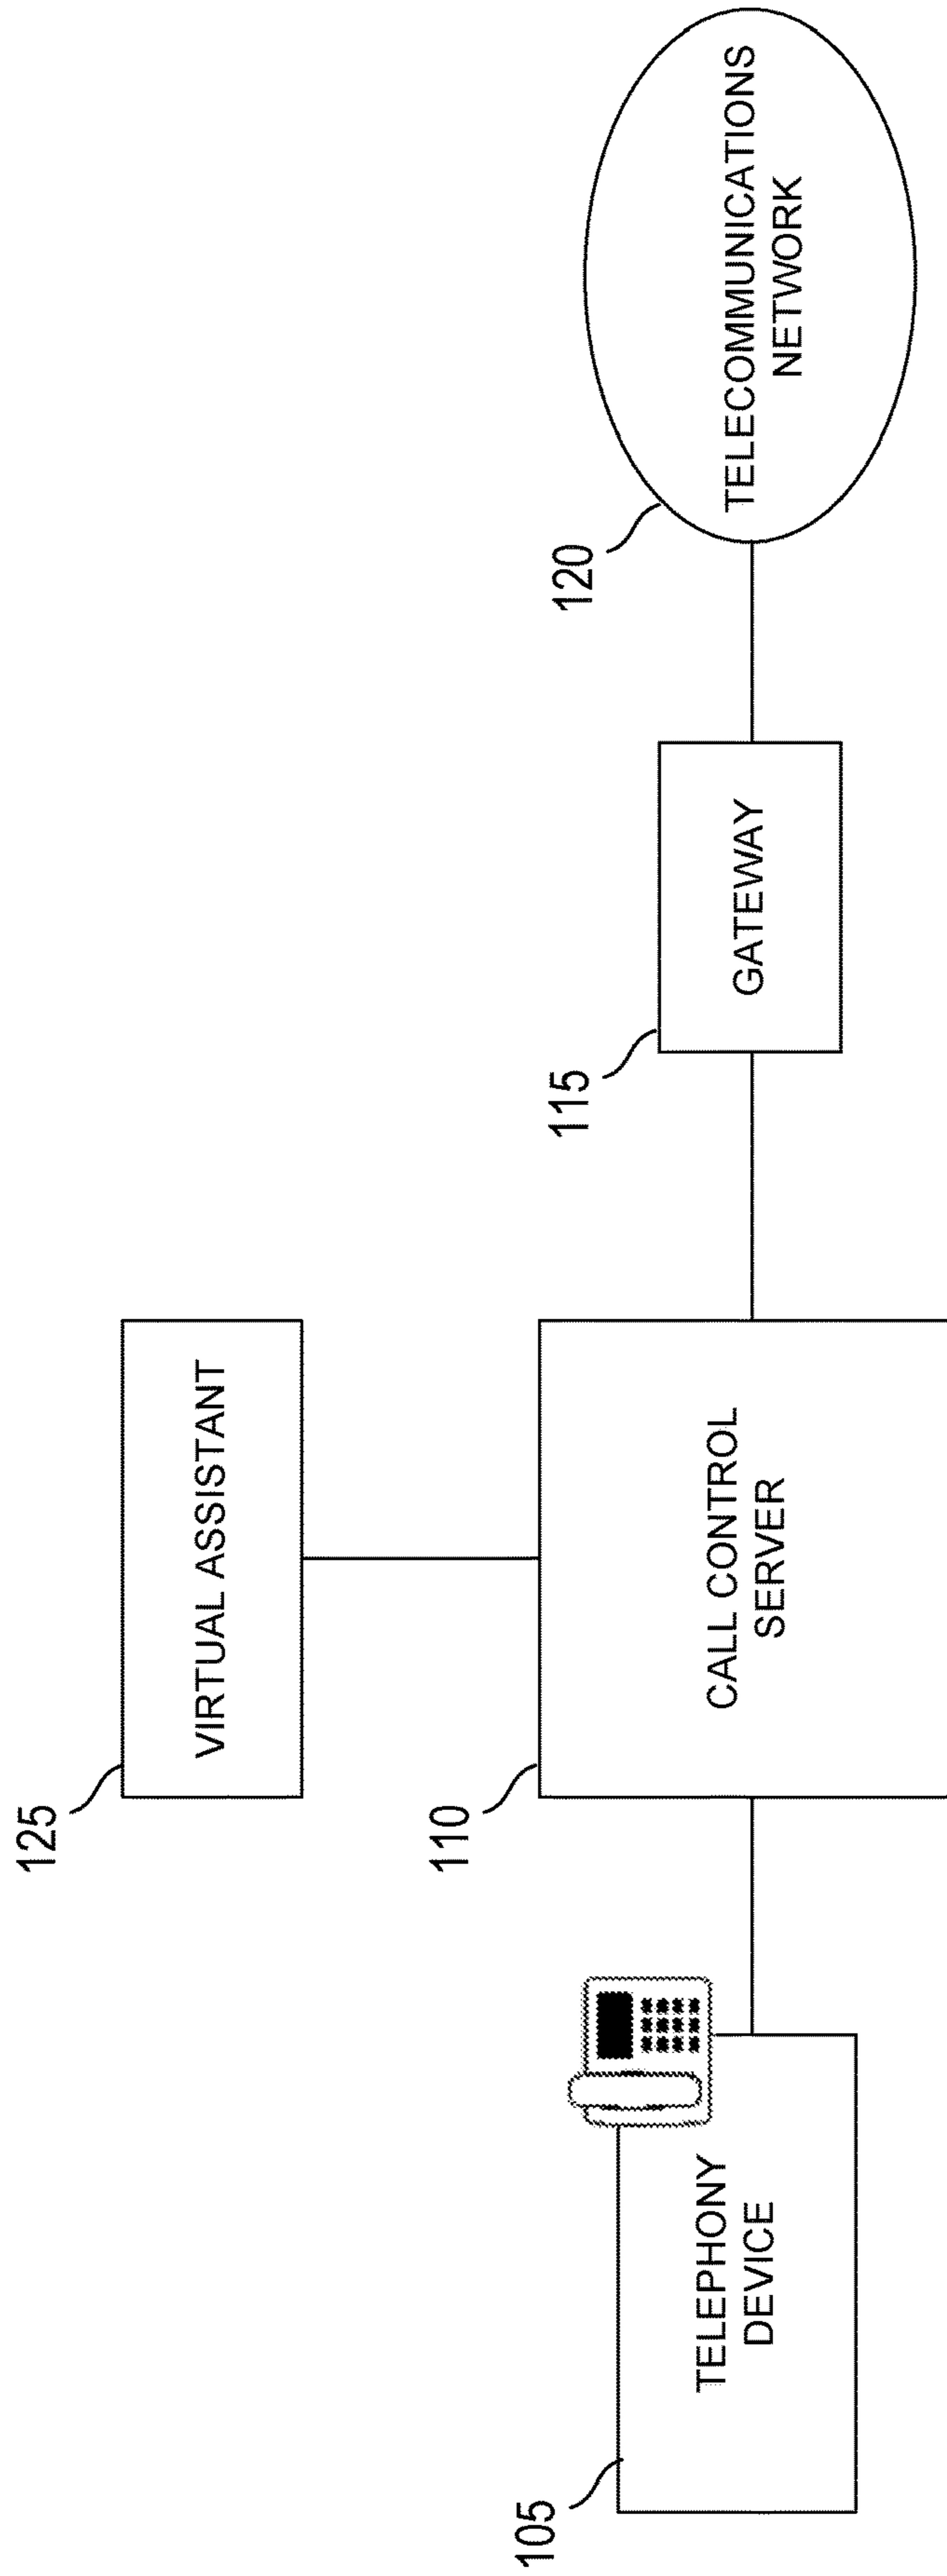 125
VIRTUAL ASSISTANT
105
TELEPHONY
DEVICE
110
CALL CONTROL
SERVER
115
GATEWAY
120
TELECOMMUNICATIONS
NETWORK